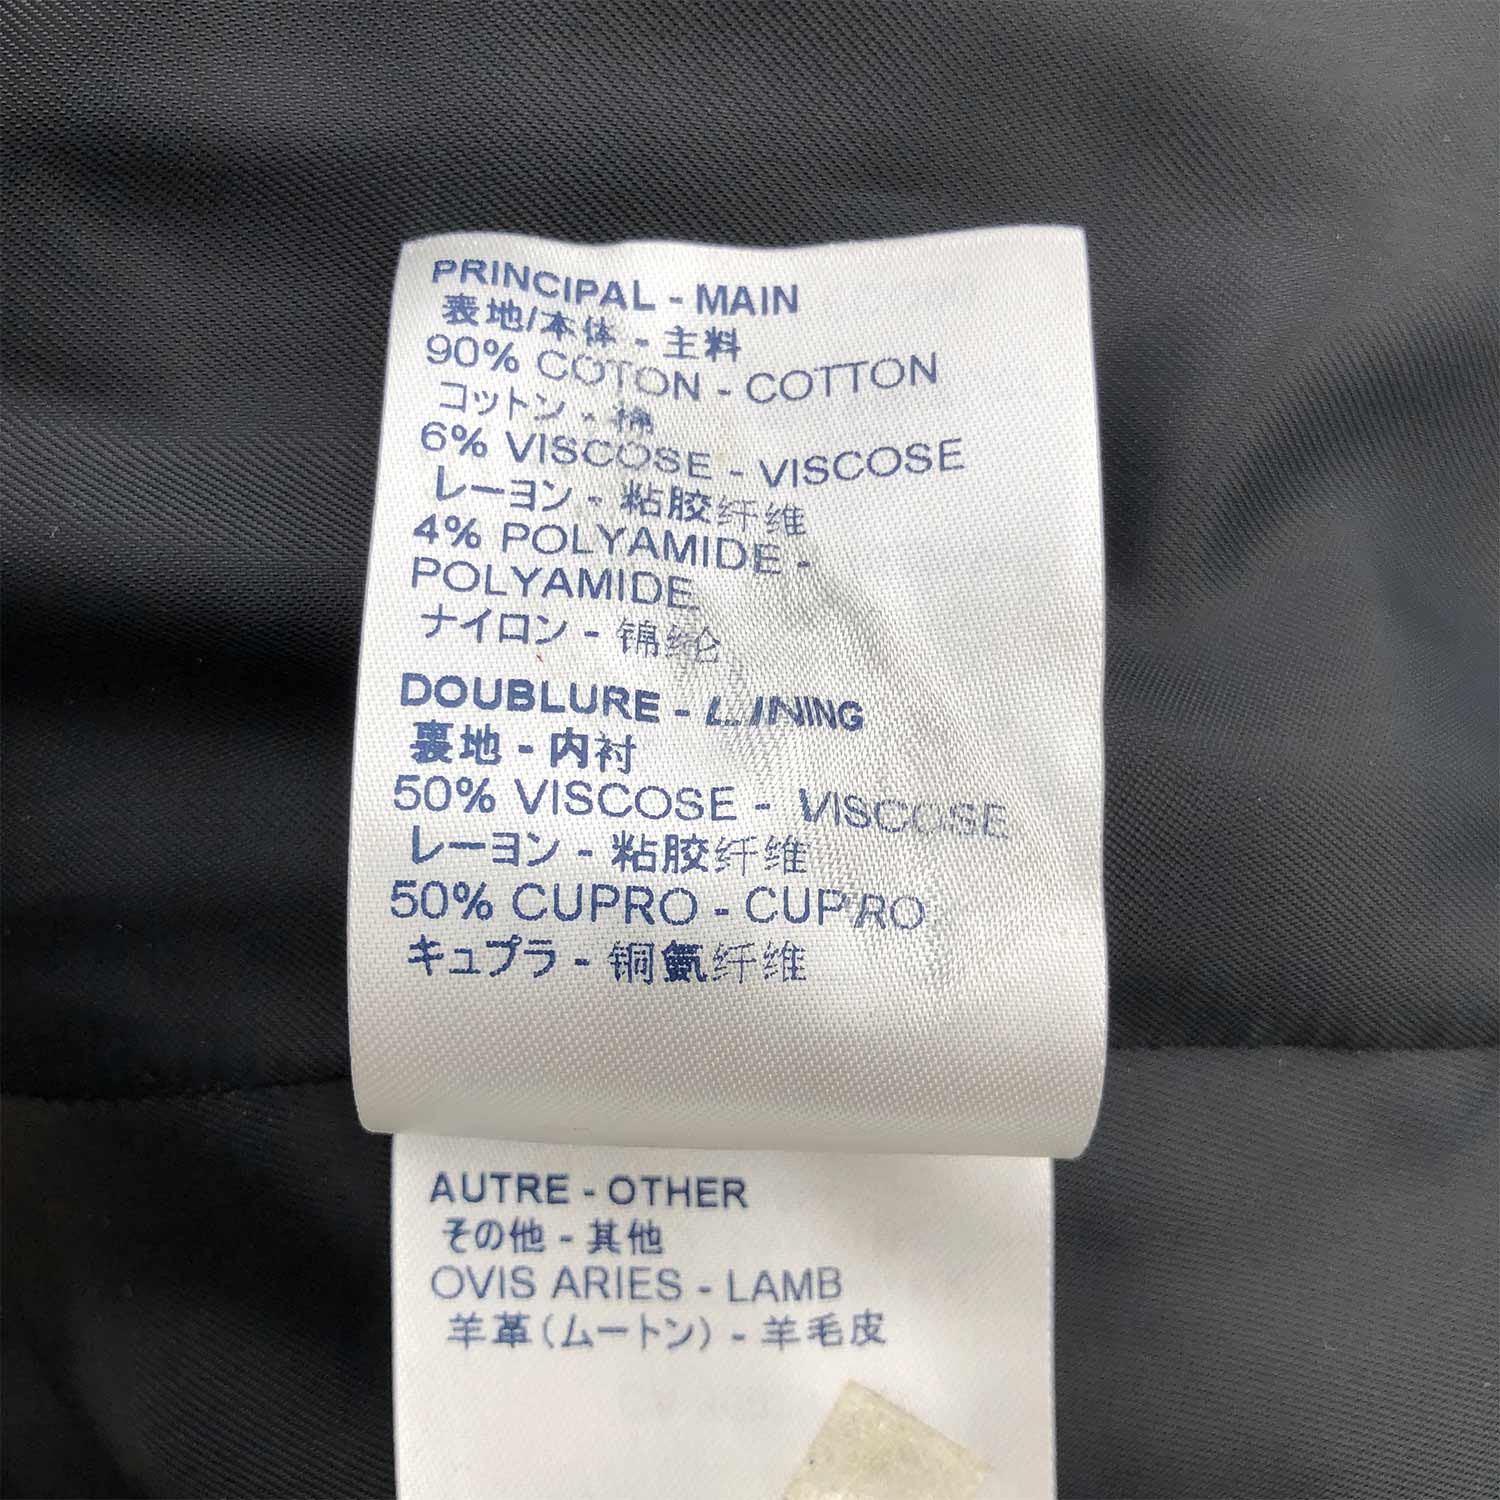 PRINCIPAL - MAIN
表地/本体 - 主料
90% COTON - COTTON
コットン - 棉
6% VISCOSE - VISCOSE
レーヨン - 粘胶纤维
4% POLYAMIDE -
POLYAMIDE
ナイロン - 锦纶
DOUBLURE - LINING
裏地 - 内衬
50% VISCOSE - VISCOSE
レーヨン - 粘胶纤维
50% CUPRO - CUPRO
キュプラ - 铜氨纤维
AUTRE - OTHER
その他 - 其他
OVIS ARIES - LAMB
羊革(ムートン) - 羊毛皮